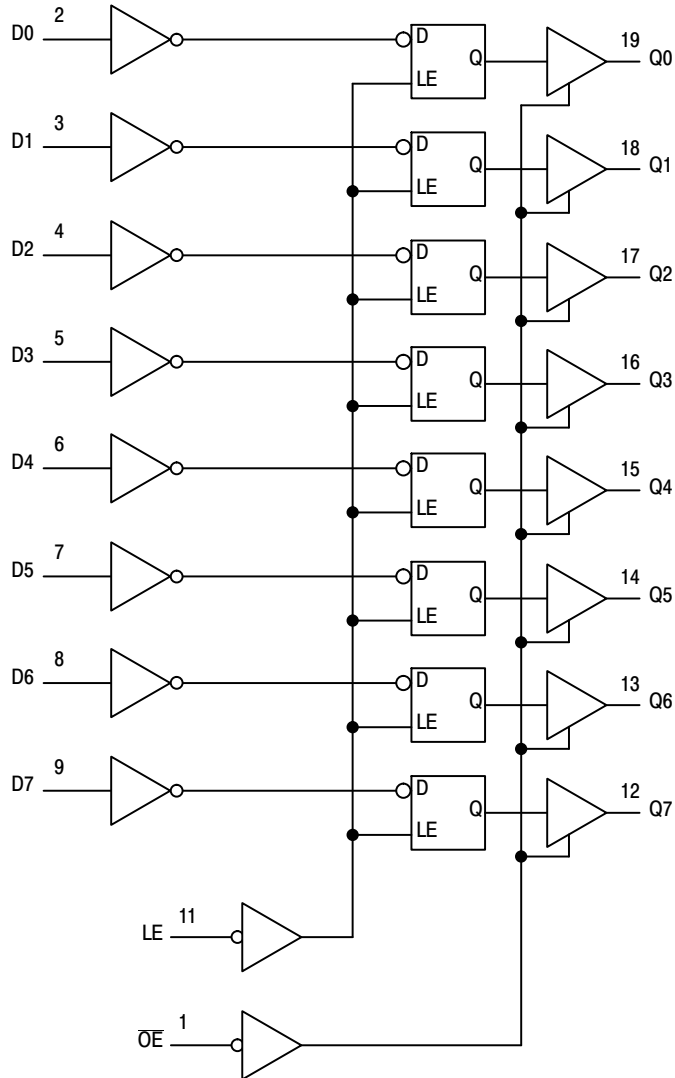 D0 2 D Q 19 Q0
LE
D1 3 D Q 18 Q1
LE
D2 4 D Q 17 Q2
LE
D3 5 D Q 16 Q3
LE
D4 6 D Q 15 Q4
LE
D5 7 D Q 14 Q5
LE
D6 8 D Q 13 Q6
LE
D7 9 D Q 12 Q7
LE
LE 11
O̅E̅ 1